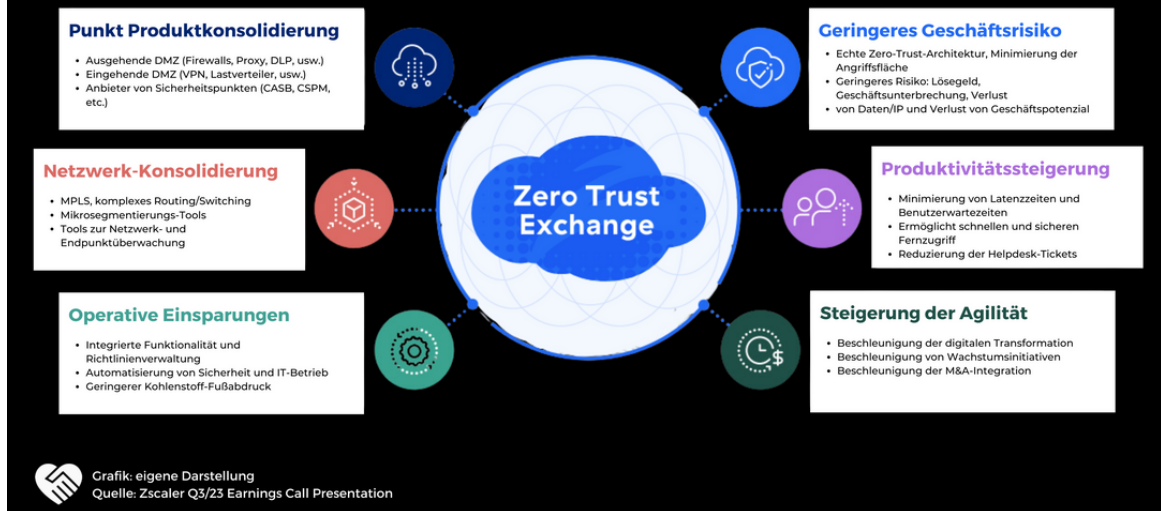 Punkt Produktkonsolidierung
• Ausgehende DMZ (Firewalls, Proxy, DLP, usw.)
• Eingehende DMZ (VPN, Lastverteiler, usw.)
• Anbieter von Sicherheitspunkten (CASB, CSPM,
etc.)
Netzwerk-Konsolidierung
• MPLS, komplexes Routing/Switching
• Mikrosegmentierungs-Tools
• Tools zur Netzwerk- und
Endpunktüberwachung
Operative Einsparungen
• Integrierte Funktionalität und
Richtlinienverwaltung
• Automatisierung von Sicherheit und IT-Betrieb
• Geringerer Kohlenstoff-Fußabdruck
Zero Trust
Exchange
Geringeres Geschäftsrisiko
• Echte Zero-Trust-Architektur, Minimierung der
Angriffsfläche
• Geringeres Risiko: Lösegeld,
Geschäftsunterbrechung, Verlust
• von Daten/IP und Verlust von Geschäftspotenzial
Produktivitätssteigerung
• Minimierung von Latenzzeiten und
Benutzerwartezeiten
• Ermöglicht schnellen und sicheren
Fernzugriff
• Reduzierung der Helpdesk-Tickets
$
Steigerung der Agilität
• Beschleunigung der digitalen Transformation
• Beschleunigung von Wachstumsinitiativen
• Beschleunigung der M&A-Integration
Grafik: eigene Darstellung
Quelle: Zscaler Q3/23 Earnings Call Presentation